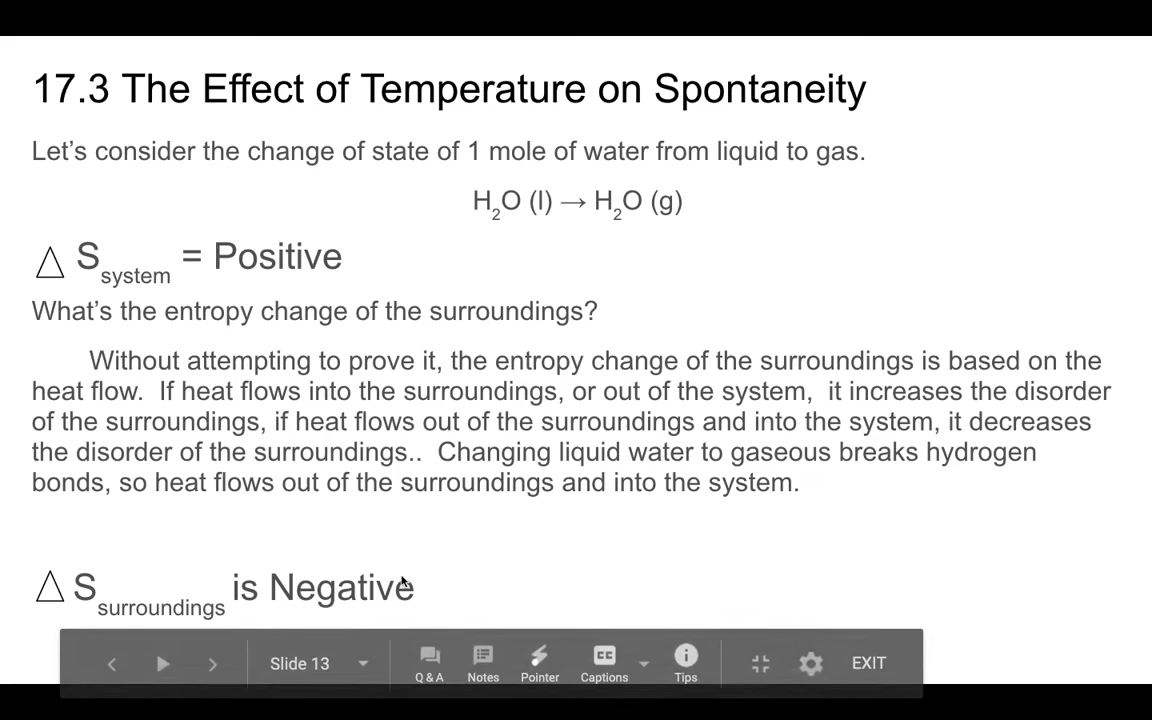 17.3 The Effect of Temperature on Spontaneity
Let's consider the change of state of 1 mole of water from liquid to gas.
H₂O (l) → H₂O (g)
△ S system = Positive
What's the entropy change of the surroundings?
Without attempting to prove it, the entropy change of the surroundings is based on the
heat flow. If heat flows into the surroundings, or out of the system, it increases the disorder
of the surroundings, if heat flows out of the surroundings and into the system, it decreases
the disorder of the surroundings.. Changing liquid water to gaseous breaks hydrogen
bonds, so heat flows out of the surroundings and into the system.
△ S surroundings is Negative
Slide 13
Q & A Notes Pointer CC Captions Tips EXIT